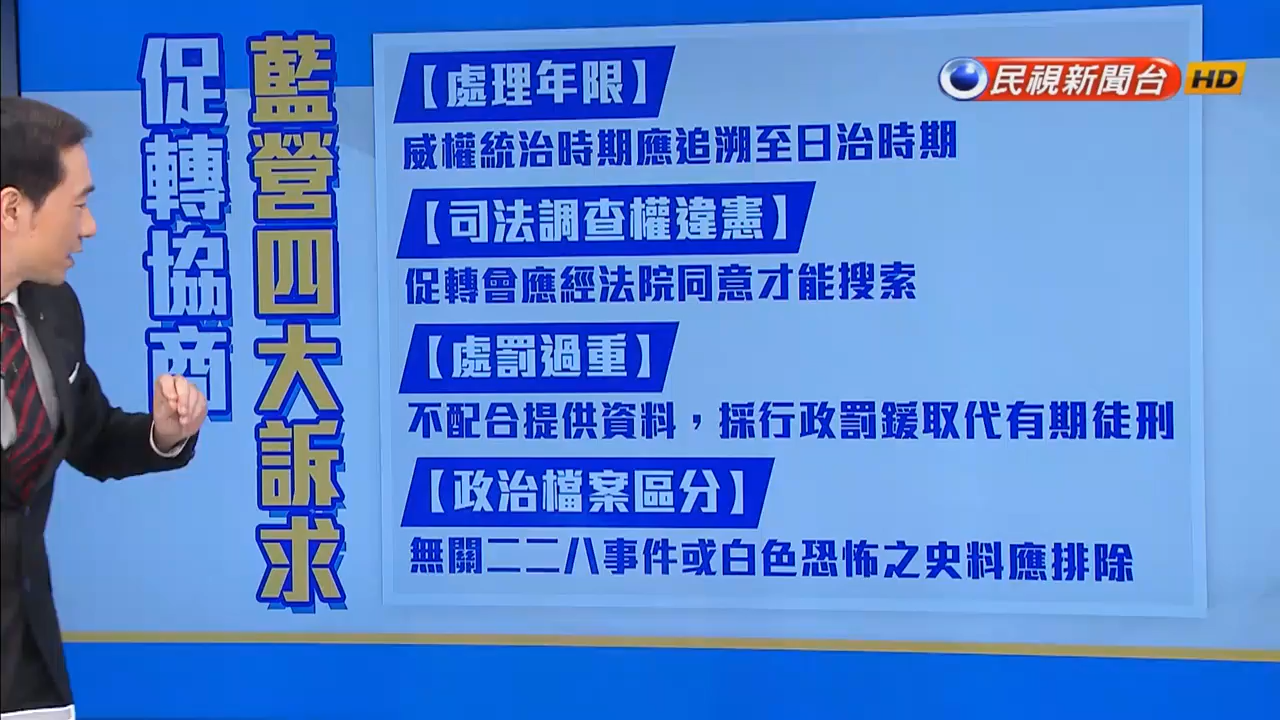 促轉協商
藍營四大訴求
【處理年限】
威權統治時期應追溯至日治時期
【司法調查權違憲】
促轉會應經法院同意才能搜索
【處罰過重】
不配合提供資料，採行政罰鍰取代有期徒刑
【政治檔案區分】
無關二二八事件或白色恐怖之史料應排除
民視新聞台 HD